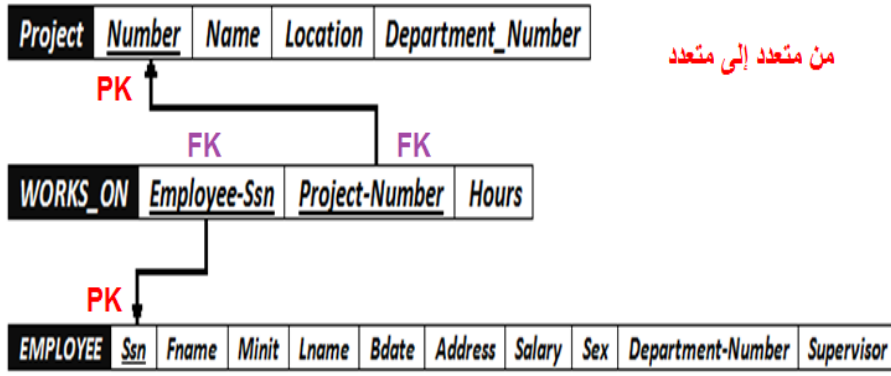 Project Number Name Location Department_Number
من متعدد إلى متعدد
PK
FK FK
WORKS_ON Employee-Ssn Project-Number Hours
PK
EMPLOYEE Ssn Fname Minit Lname Bdate Address Salary Sex Department-Number Supervisor